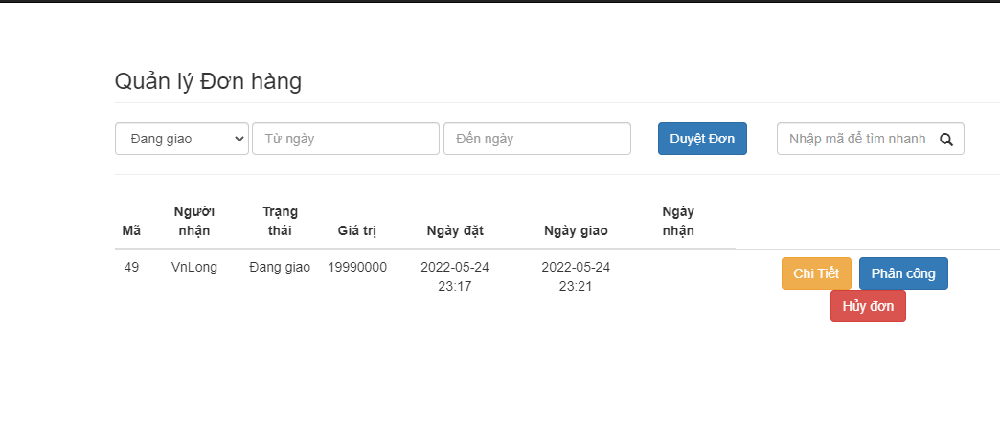 Quản lý Đơn hàng
Đang giao Từ ngày Đến ngày Duyệt Đơn Nhập mã để tìm nhanh
Người Trạng Ngày
Mã nhận thái Giá trị Ngày đặt Ngày giao nhận
49 VnLong Đang giao 19990000 2022-05-24 2022-05-24 Chi Tiết Phân công
23:17 23:21
Hủy đơn